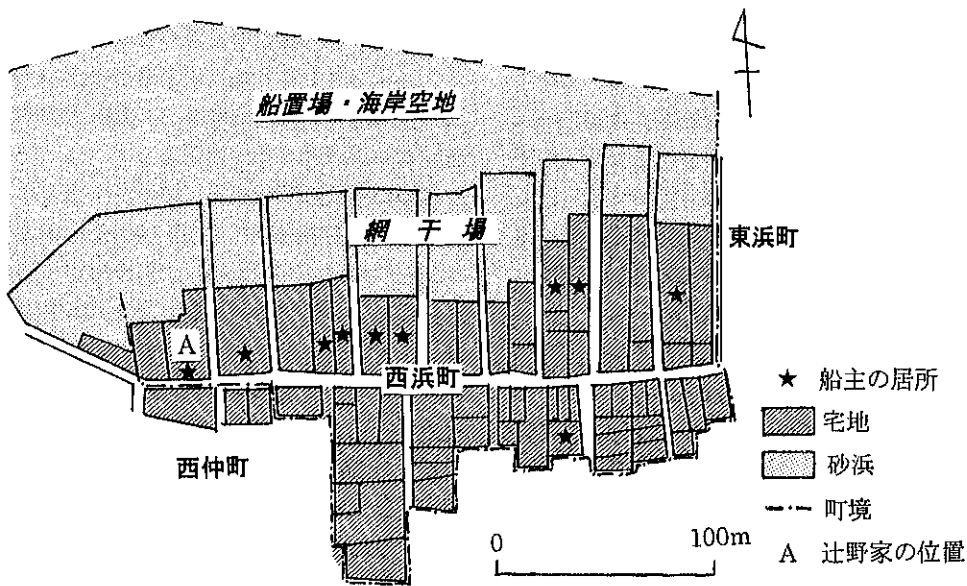 船置場・海岸空地
網干場
東浜町
A
西浜町
西仲町
★ 船主の居所
宅地
砂浜
町境
A 辻野家の位置
0 100m